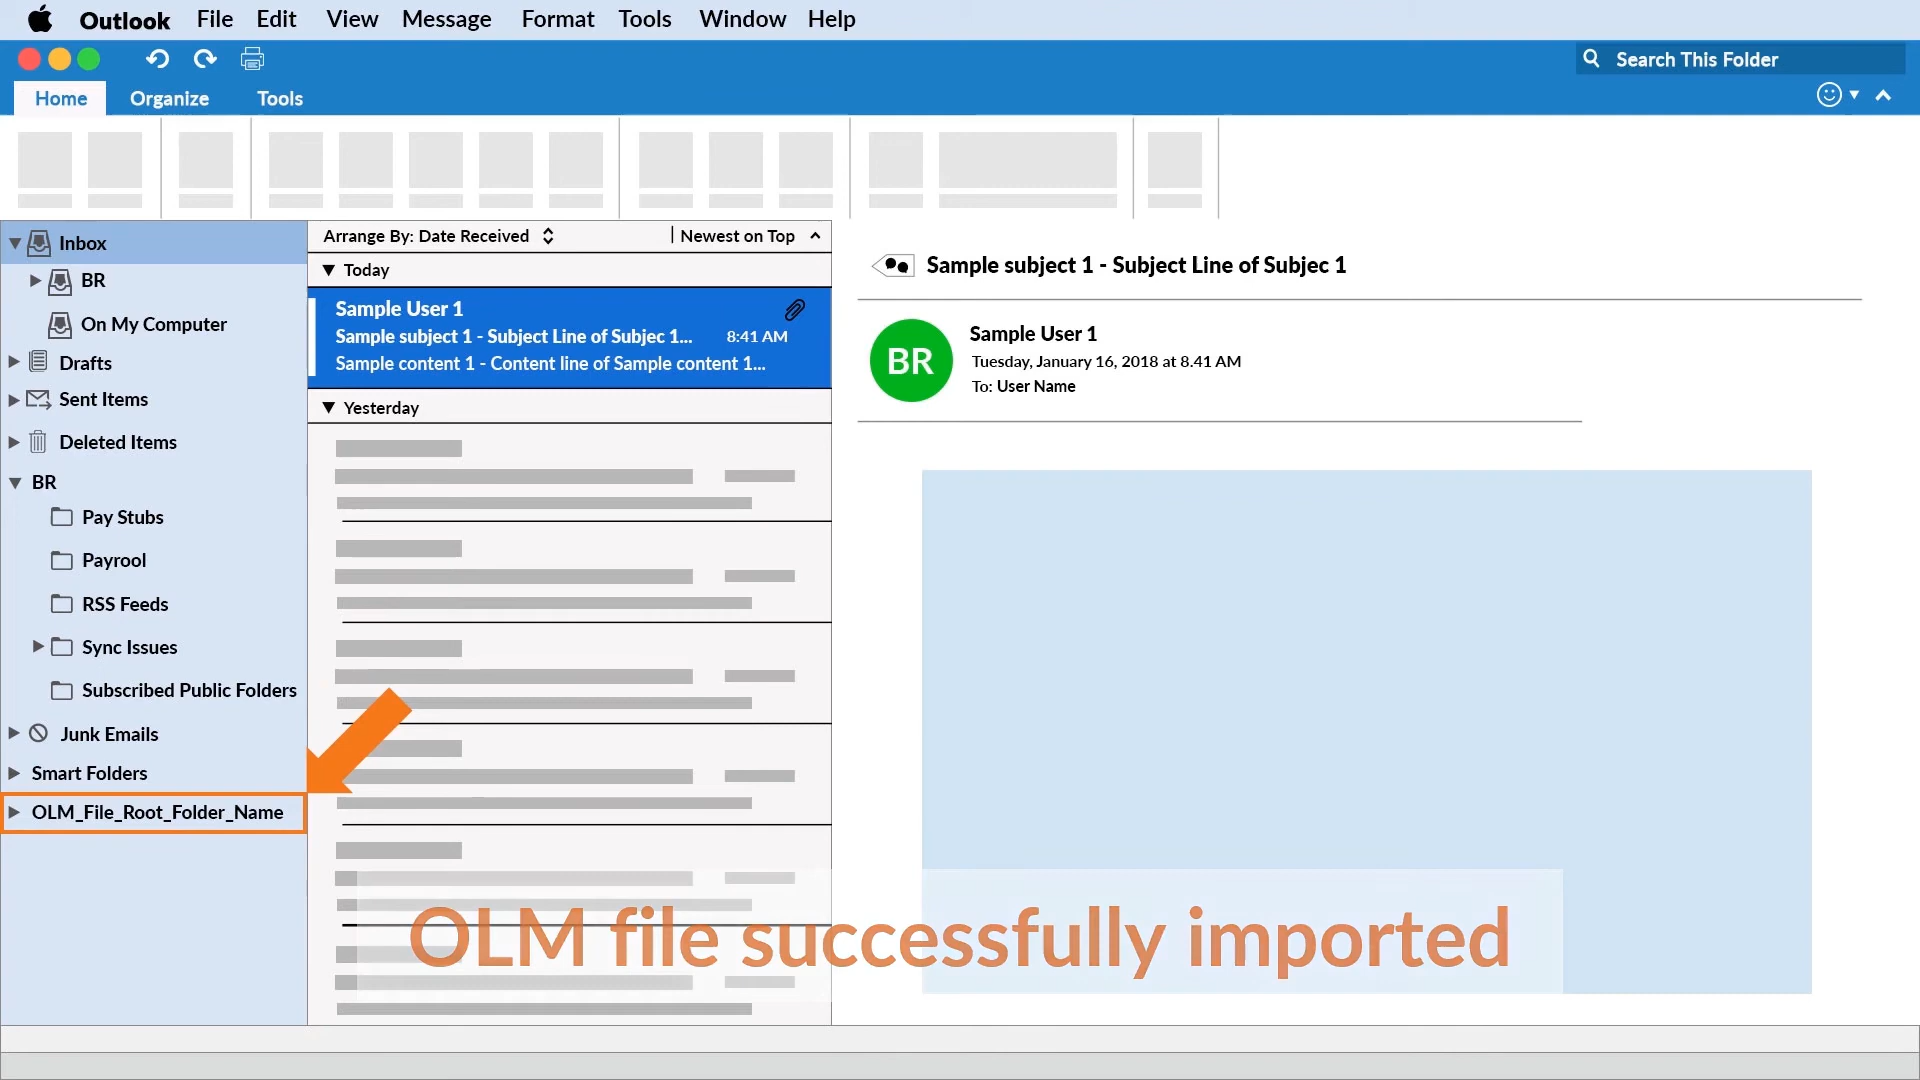 Outlook File Edit View Message Format Tools Window Help
Search This Folder
Home Organize Tools
Inbox
BR
On My Computer
Drafts
Sent Items
Deleted Items
BR
Pay Stubs
Payrool
RSS Feeds
Sync Issues
Subscribed Public Folders
Junk Emails
Smart Folders
OLM_File_Root_Folder_Name
Arrange By: Date Received Newest on Top
Today
Sample User 1
Sample subject 1 - Subject Line of Subjec 1...
8:41 AM
Sample content 1 - Content line of Sample content 1...
Yesterday
Sample subject 1 - Subject Line of Subjec 1
BR
Sample User 1
Tuesday, January 16, 2018 at 8.41 AM
To: User Name
OLM file successfully imported